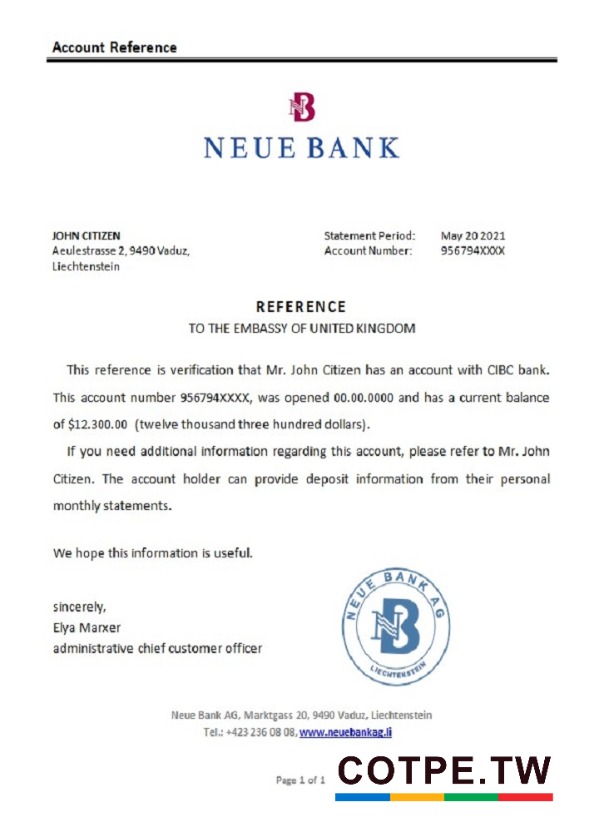 Account Reference
NB
NEUE BANK
JOHN CITIZEN
Aeulestrasse 2, 9490 Vaduz,
Liechtenstein
Statement Period: May 20 2021
Account Number: 956794XXXX
REFERENCE
TO THE EMBASSY OF UNITED KINGDOM
This reference is verification that Mr. John Citizen has an account with CIBC bank.
This account number 956794XXXX, was opened 00.00.0000 and has a current balance
of $12.300.00 (twelve thousand three hundred dollars).
If you need additional information regarding this account, please refer to Mr. John
Citizen. The account holder can provide deposit information from their personal
monthly statements.
We hope this information is useful.
sincerely,
Elya Marxer
administrative chief customer officer
NEUE BANK AG
NB
LIECHTENSTEIN
Neue Bank AG, Marktgass 20, 9490 Vaduz, Liechtenstein
Tel.: +423 236 08 08, www.neuebankag.li
Page 1 of 1
COTPE.TW